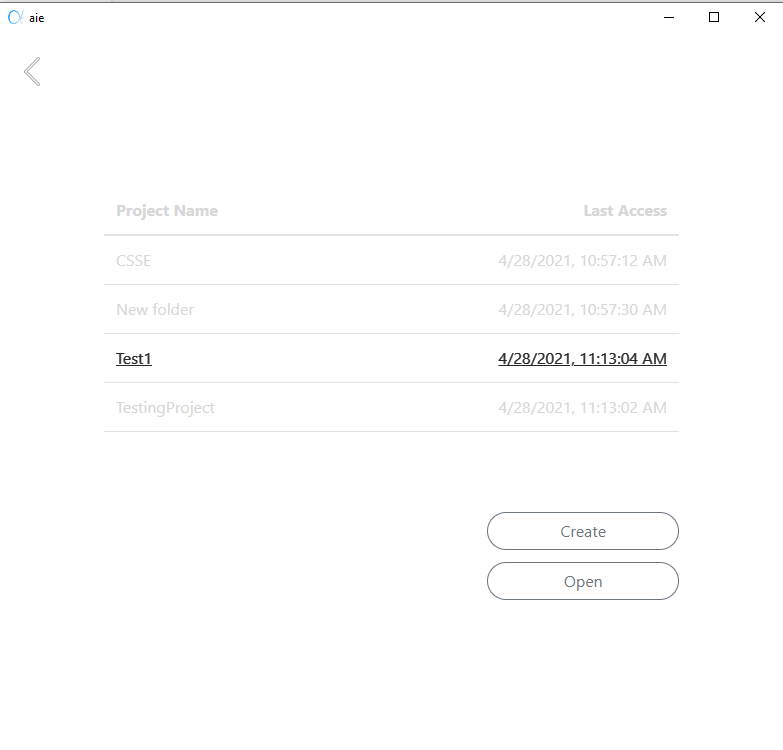 aie
Project Name Last Access
CSSE 4/28/2021, 10:57:12 AM
New folder 4/28/2021, 10:57:30 AM
Test1 4/28/2021, 11:13:04 AM
TestingProject 4/28/2021, 11:13:02 AM
Create
Open